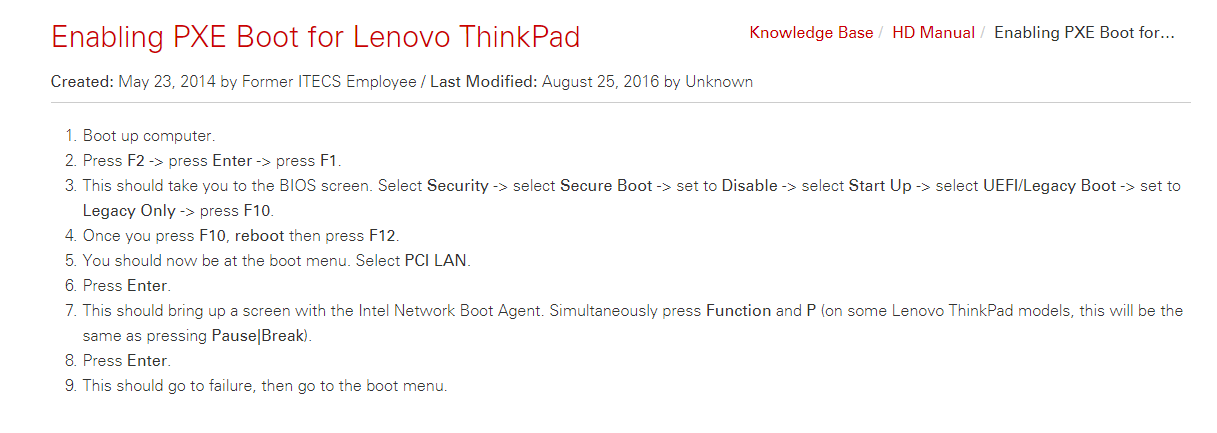 Enabling PXE Boot for Lenovo ThinkPad
Knowledge Base / HD Manual / Enabling PXE Boot for...
Created: May 23, 2014 by Former ITECS Employee / Last Modified: August 25, 2016 by Unknown
1. Boot up computer.
2. Press F2 -> press Enter -> press F1.
3. This should take you to the BIOS screen. Select Security -> select Secure Boot -> set to Disable -> select Start Up -> select UEFI/Legacy Boot -> set to
Legacy Only -> press F10.
4. Once you press F10, reboot then press F12.
5. You should now be at the boot menu. Select PCI LAN.
6. Press Enter.
7. This should bring up a screen with the Intel Network Boot Agent. Simultaneously press Function and P (on some Lenovo ThinkPad models, this will be the
same as pressing Pause|Break).
8. Press Enter.
9. This should go to failure, then go to the boot menu.